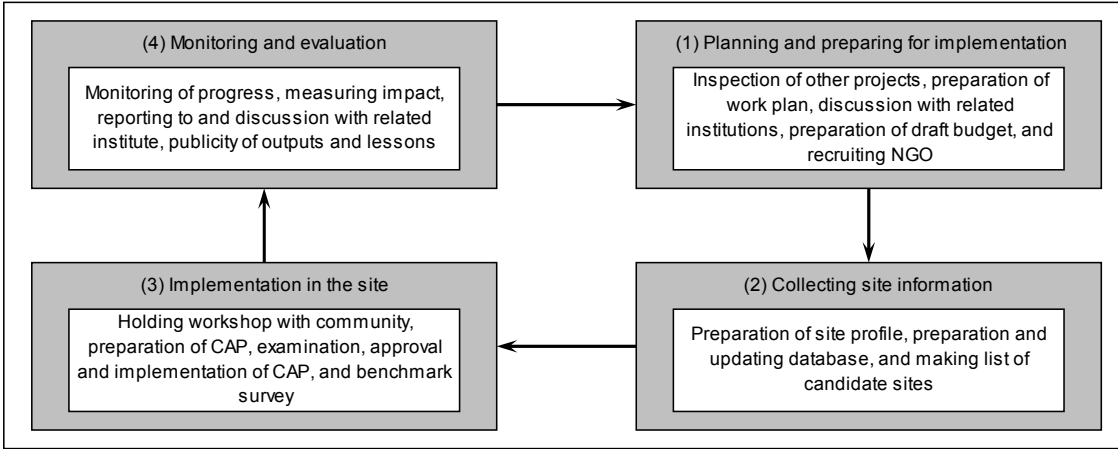 (4) Monitoring and evaluation
Monitoring of progress, measuring impact,
reporting to and discussion with related
institute, publicity of outputs and lessons
(1) Planning and preparing for implementation
Inspection of other projects, preparation of
work plan, discussion with related
institutions, preparation of draft budget, and
recruiting NGO
(3) Implementation in the site
Holding workshop with community,
preparation of CAP, examination, approval
and implementation of CAP, and benchmark
survey
(2) Collecting site information
Preparation of site profile, preparation and
updating database, and making list of
candidate sites